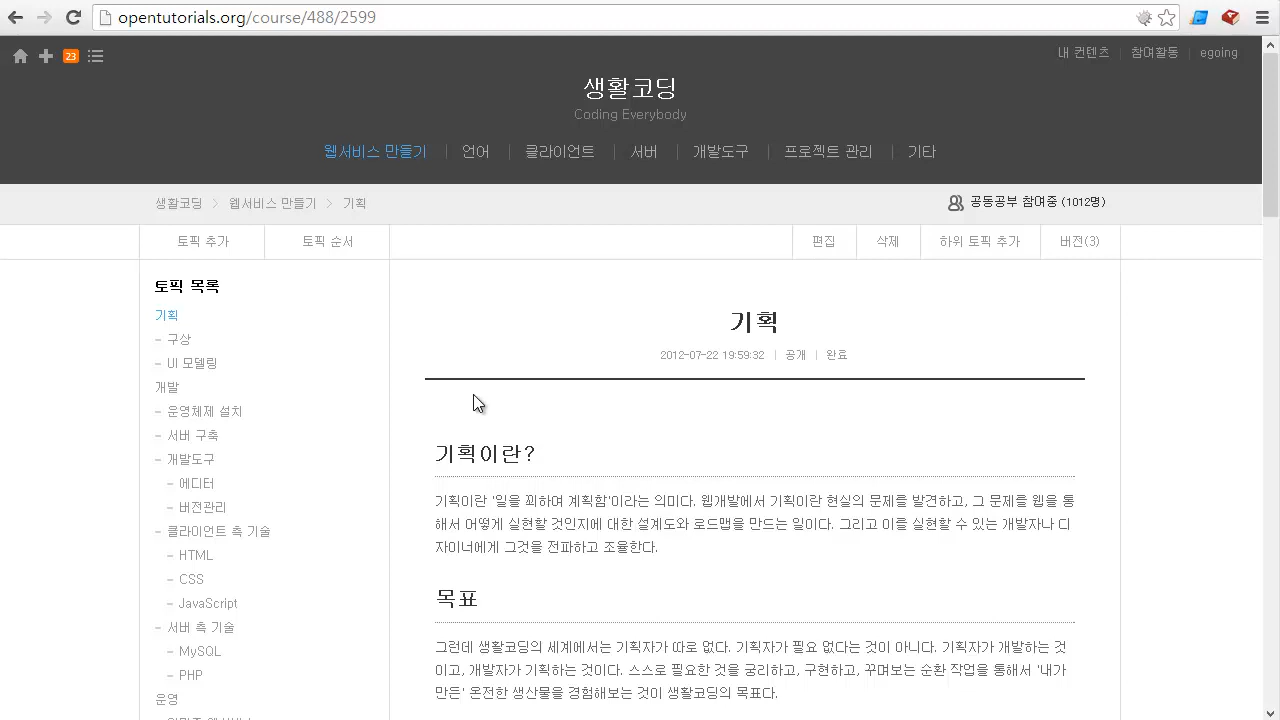 opentutorials.org/course/488/2599
23
내 컨텐츠
참여활동
egoing
생활코딩
Coding Everybody
웹서비스 만들기
언어
클라이언트
서버
개발도구
프로젝트 관리
기타
생활코딩 > 웹서비스 만들기 > 기획
공동공부 참여중 (1012명)
토픽 추가
토픽 순서
편집
삭제
하위 토픽 추가
버전(3)
토픽 목록
기획
- 구상
- UI 모델링
개발
- 운영체제 설치
- 서버 구축
- 개발도구
- 에디터
- 버전관리
- 클라이언트 측 기술
- HTML
- CSS
- JavaScript
- 서버 측 기술
- MySQL
- PHP
운영
기획
2012-07-22 19:59:32 | 공개 | 완료
기획이란?
기획이란 '일을 꾀하여 계획함'이라는 의미다. 웹개발에서 기획이란 현실의 문제를 발견하고, 그 문제를 웹을 통
해서 어떻게 실현할 것인지에 대한 설계도와 로드맵을 만드는 일이다. 그리고 이를 실현할 수 있는 개발자나 디
자이너에게 그것을 전파하고 조율한다.
목표
그런데 생활코딩의 세계에서는 기획자가 따로 없다. 기획자가 필요 없다는 것이 아니다. 기획자가 개발하는 것
이고, 개발자가 기획하는 것이다. 스스로 필요한 것을 궁리하고, 구현하고, 꾸며보는 순환 작업을 통해서 '내가
만든' 온전한 생산물을 경험해보는 것이 생활코딩의 목표다.